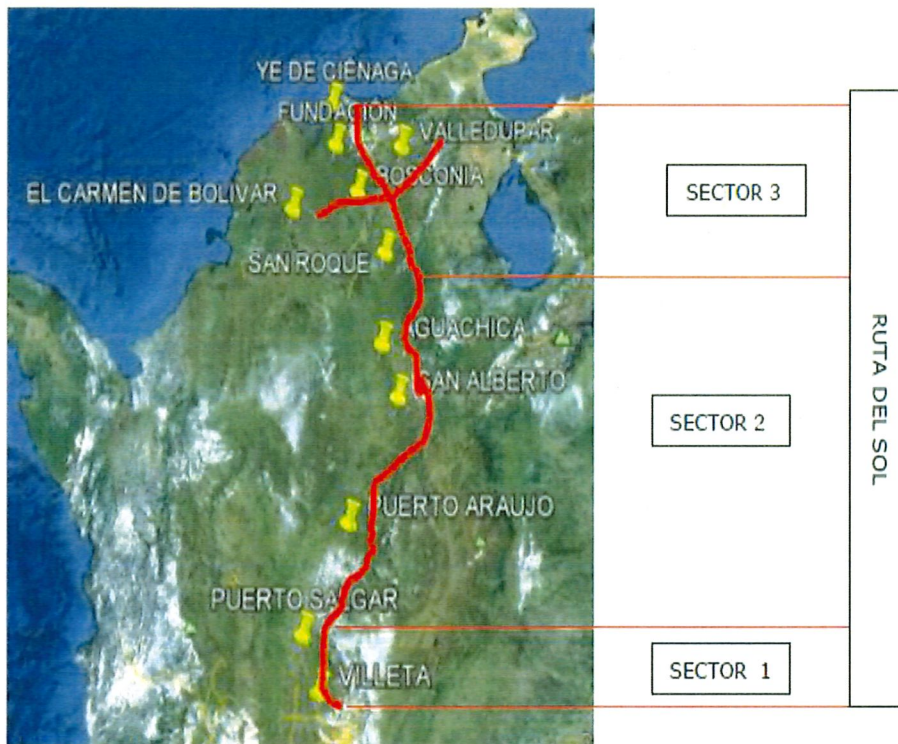 YE DE CIÉNAGA
FUNDACIÓN
VALLEDUPAR
BOSCONIA
EL CARMEN DE BOLIVAR
SAN ROQUE
AGUACHICA
SAN ALBERTO
PUERTO ARAUJO
PUERTO SALGAR
VILLETA
SECTOR 3
SECTOR 2
SECTOR 1
RUTA DEL SOL